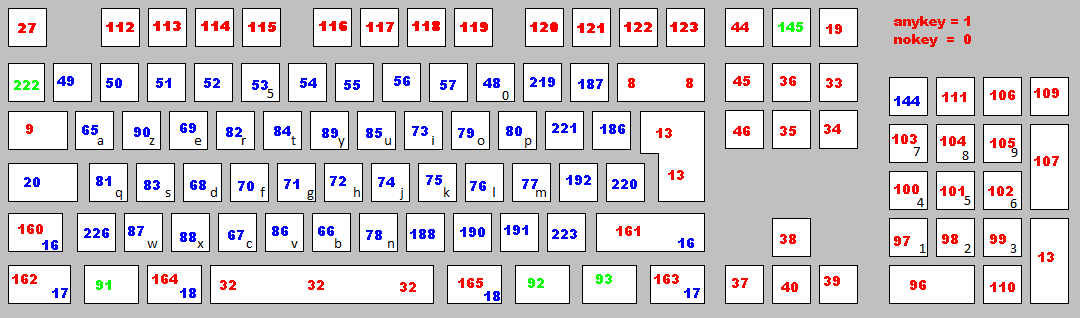 27 112 113 114 115 116 117 118 119 120 121 122 123 44 145 19 anykey = 1
nokey = 0
222 49 50 51 52 53 5 54 55 56 57 48 0 219 187 8 8 45 36 33
144 111 106 109
9 65 a 90 z 69 e 82 r 84 t 89 y 85 u 73 i 79 o 80 p 221 186 13 46 35 34
103 7 104 8 105 9 107
20 81 q 83 s 68 d 70 f 71 g 72 h 74 j 75 k 76 l 77 m 192 220 13
100 4 101 5 102 6
160 16 226 87 w 88 x 67 c 86 v 66 b 78 n 188 190 191 223 161 16 38
97 1 98 2 99 3 13
162 17 91 164 18 32 32 32 165 18 92 93 163 17 37 40 39
96 110